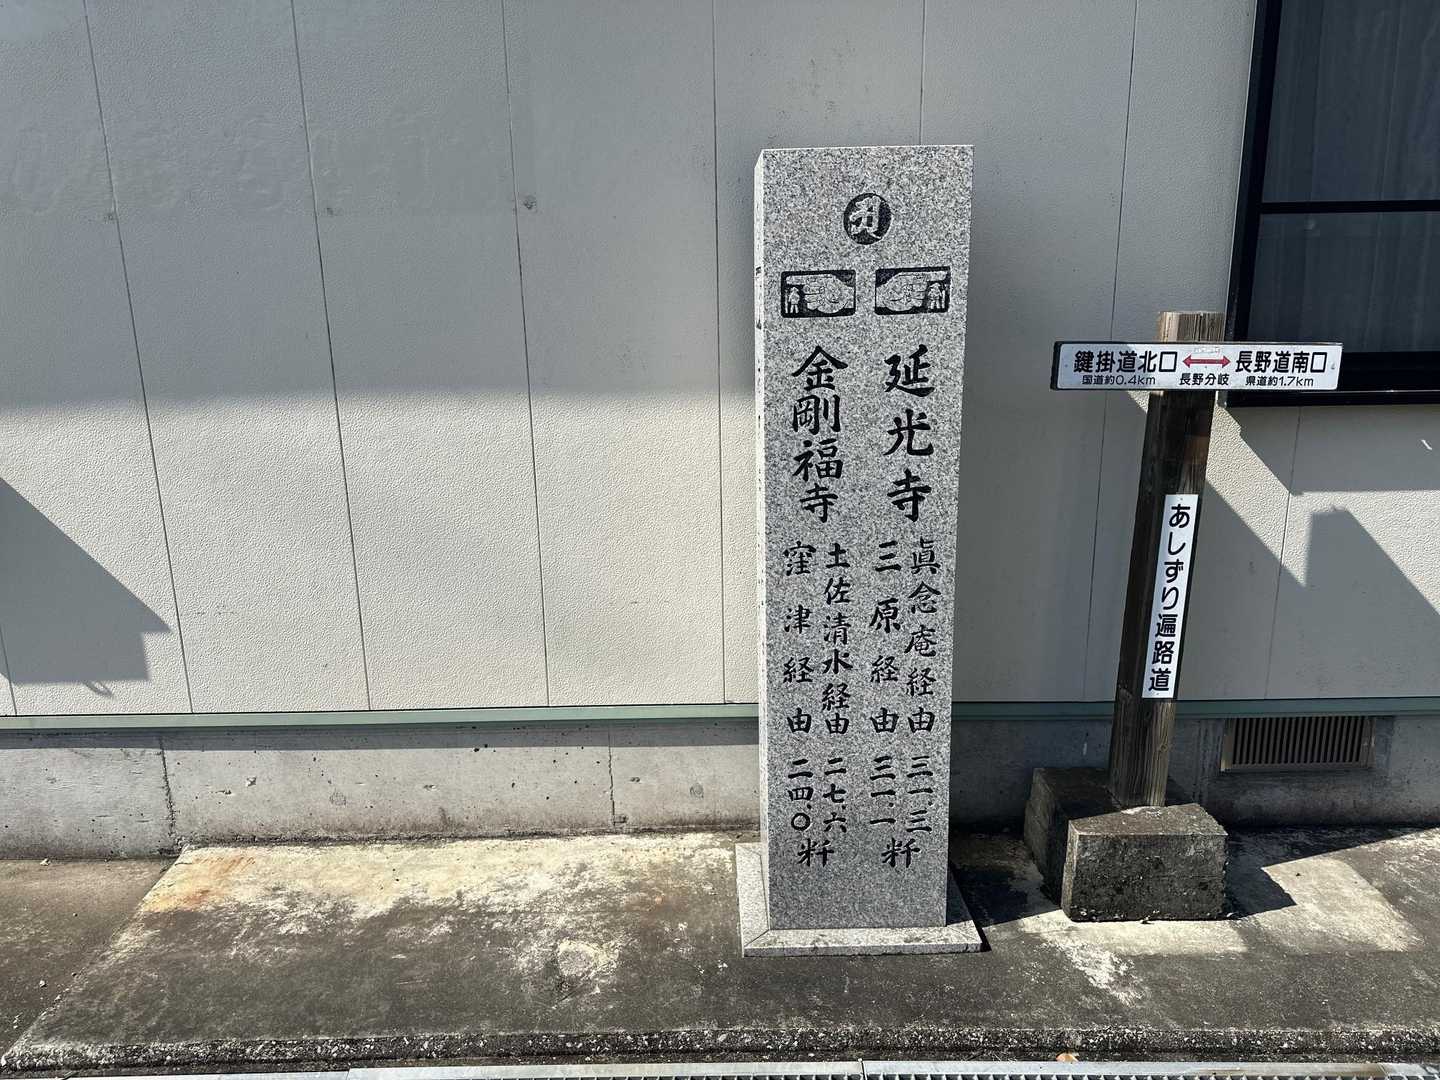 延光寺
眞念庵経由 三一.三
三原経由 三一.一
粁
金剛福寺
土佐清水経由 二七.六
窪津経由 二四.〇
粁
鍵掛道北口 ↔ 長野道南口
国道約0.4km 長野分岐 県道約1.7km
あしずり遍路道